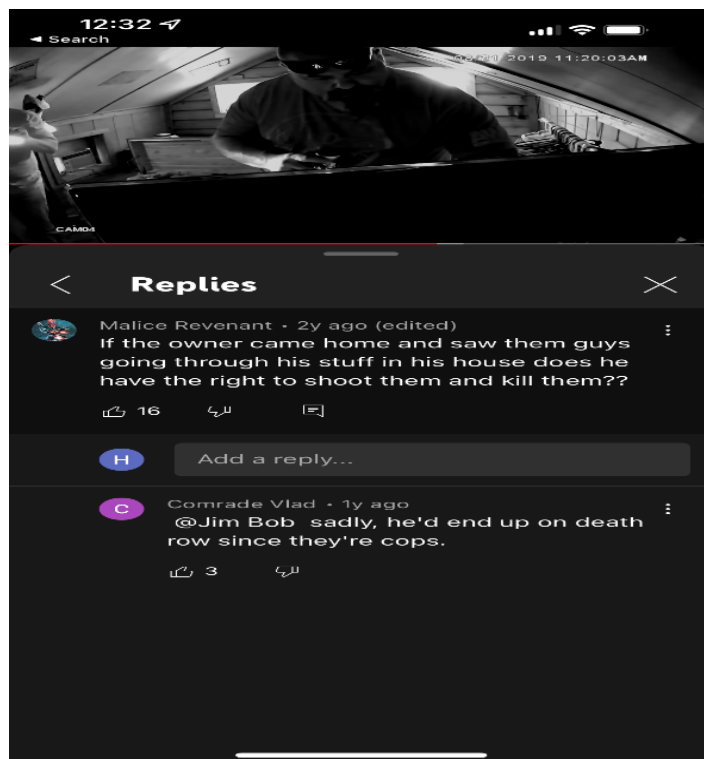 12:32
Search
2019 11:20:03AM
CAM04
Replies
Malice Revenant • 2y ago (edited)
If the owner came home and saw them guys
going through his stuff in his house does he
have the right to shoot them and kill them??
16
H
Add a reply...
C
Comrade Vlad • 1y ago
@Jim Bob sadly, he'd end up on death
row since they're cops.
3